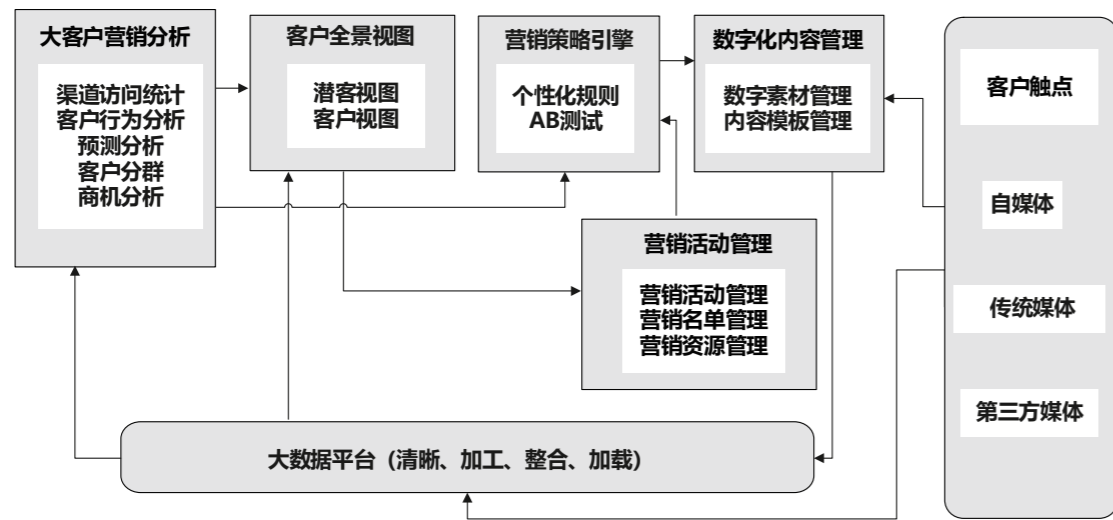 大客户营销分析
渠道访问统计
客户行为分析
预测分析
客户分群
商机分析
客户全景视图
潜客视图
客户视图
营销策略引擎
个性化规则
AB测试
数字化内容管理
数字素材管理
内容模板管理
营销活动管理
营销活动管理
营销名单管理
营销资源管理
客户触点
自媒体
传统媒体
第三方媒体
大数据平台（清晰、加工、整合、加载）